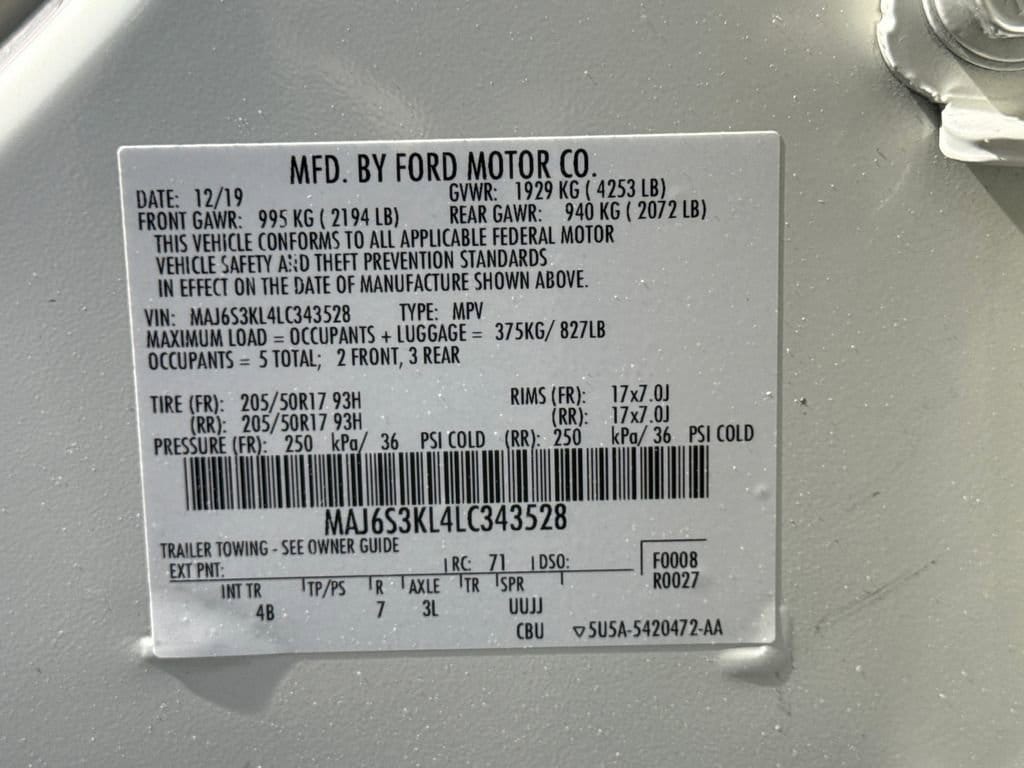 MFD. BY FORD MOTOR CO.
DATE: 12/19 GVWR: 1929 KG ( 4253 LB)
FRONT GAWR: 995 KG ( 2194 LB) REAR GAWR: 940 KG ( 2072 LB)
THIS VEHICLE CONFORMS TO ALL APPLICABLE FEDERAL MOTOR
VEHICLE SAFETY AND THEFT PREVENTION STANDARDS
IN EFFECT ON THE DATE OF MANUFACTURE SHOWN ABOVE.
VIN: MAJ6S3KL4LC343528 TYPE: MPV
MAXIMUM LOAD = OCCUPANTS + LUGGAGE = 375KG/ 827LB
OCCUPANTS = 5 TOTAL; 2 FRONT, 3 REAR
TIRE (FR): 205/50R17 93H RIMS (FR): 17x7.0J
(RR): 205/50R17 93H (RR): 17x7.0J
PRESSURE (FR): 250 kPa/ 36 PSI COLD (RR): 250 kPa/ 36 PSI COLD
MAJ6S3KL4LC343528
TRAILER TOWING - SEE OWNER GUIDE
EXT PNT: RC: 71 DSO: F0008
R0027
INT TR TP/PS R AXLE TR SPR
4B 7 3L UUJJ
CBU ▽5U5A-5420472-AA